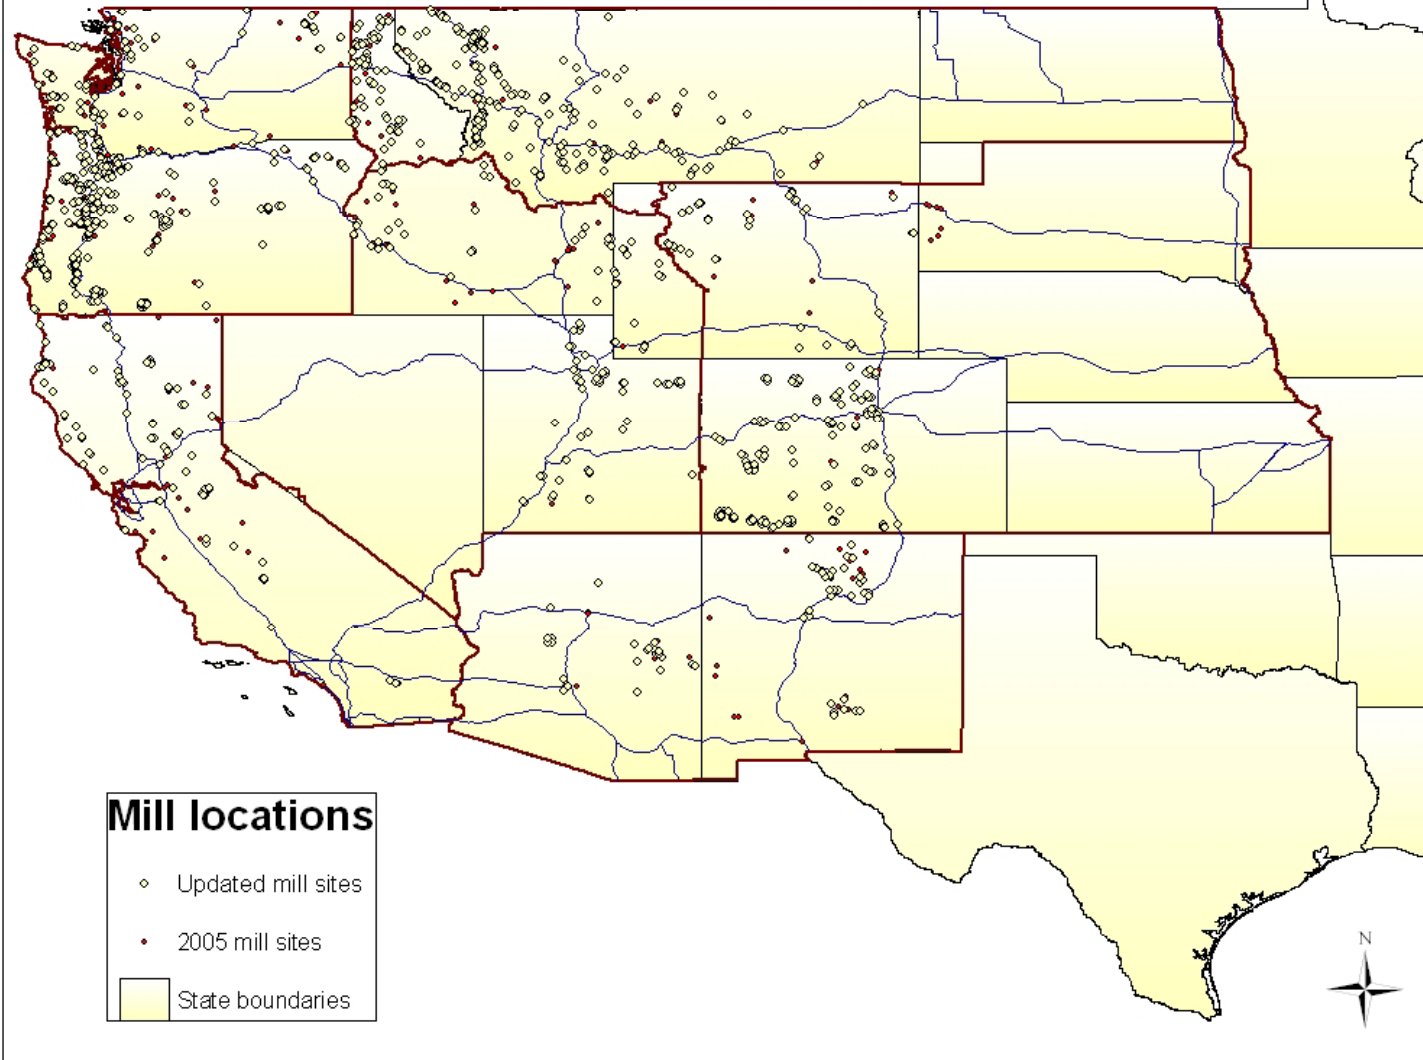 Mill locations
Updated mill sites
2005 mill sites
State boundaries
N